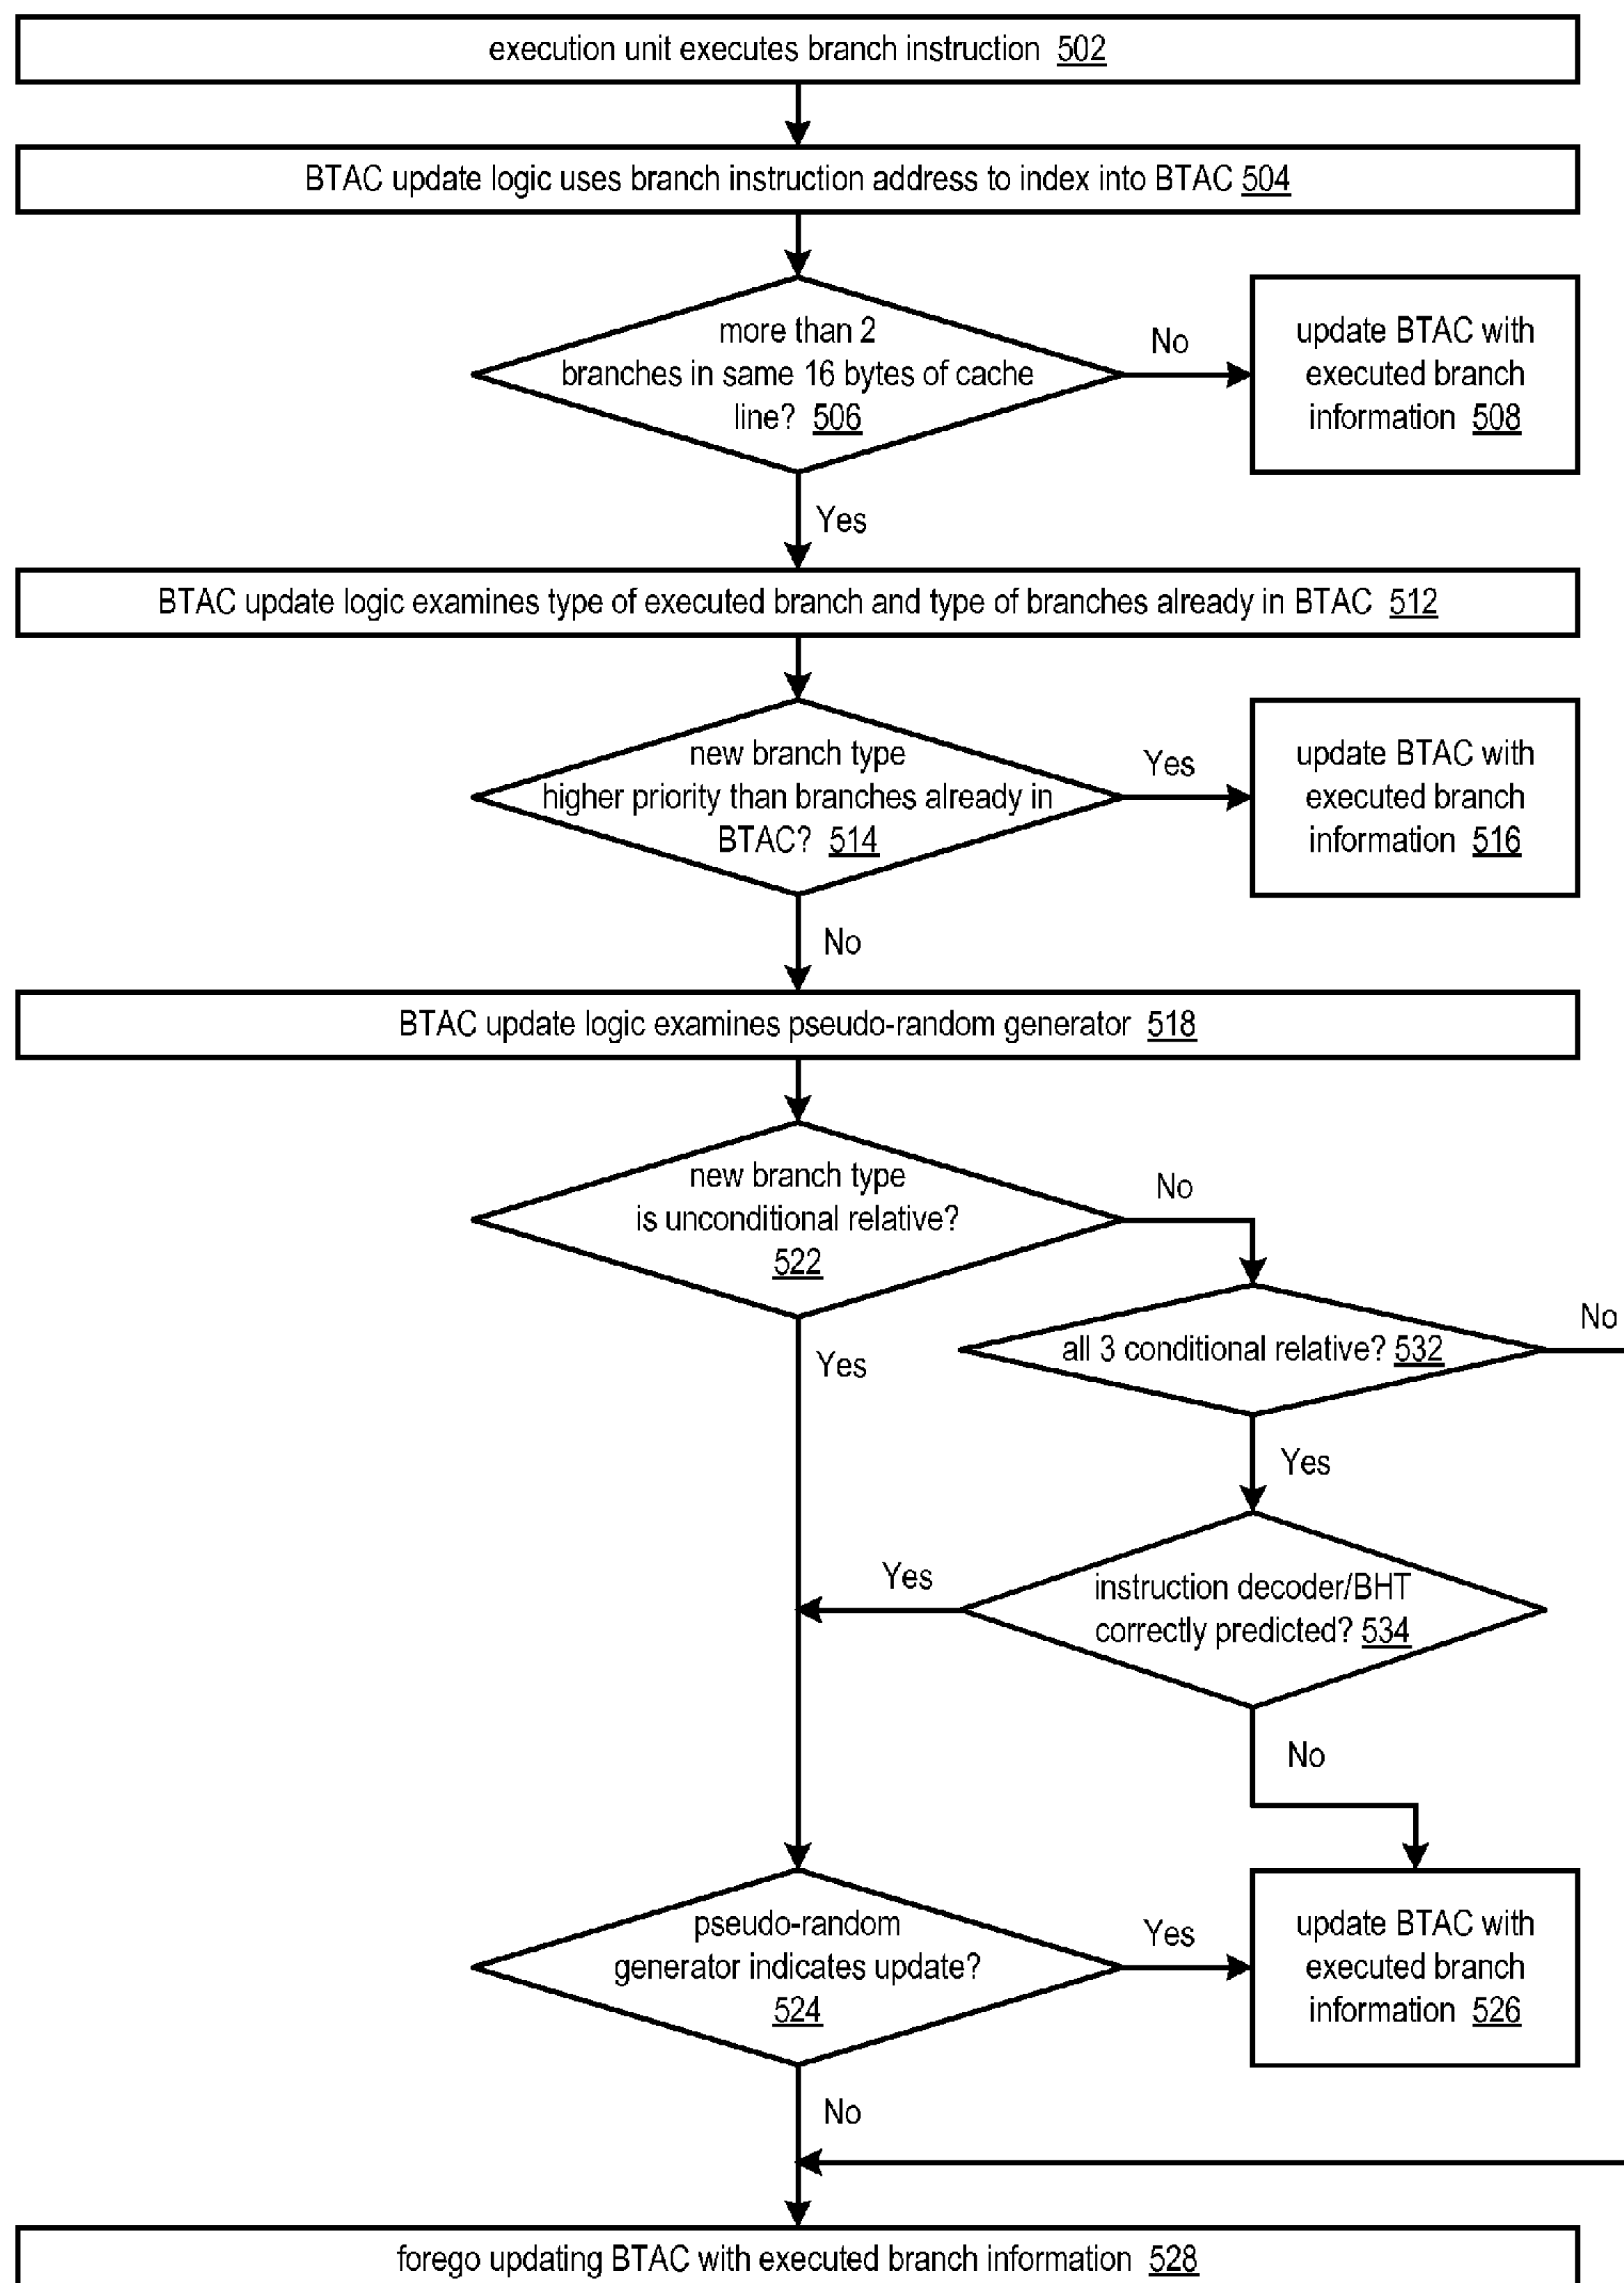 execution unit executes branch instruction 502
BTAC update logic uses branch instruction address to index into BTAC 504
more than 2
branches in same 16 bytes of cache
line? 506
No
update BTAC with
executed branch
information 508
Yes
BTAC update logic examines type of executed branch and type of branches already in BTAC 512
new branch type
higher priority than branches already in
BTAC? 514
Yes
update BTAC with
executed branch
information 516
No
BTAC update logic examines pseudo-random generator 518
new branch type
is unconditional relative?
522
No
Yes
all 3 conditional relative? 532
No
Yes
instruction decoder/BHT
correctly predicted? 534
Yes
No
pseudo-random
generator indicates update?
524
Yes
update BTAC with
executed branch
information 526
No
forego updating BTAC with executed branch information 528